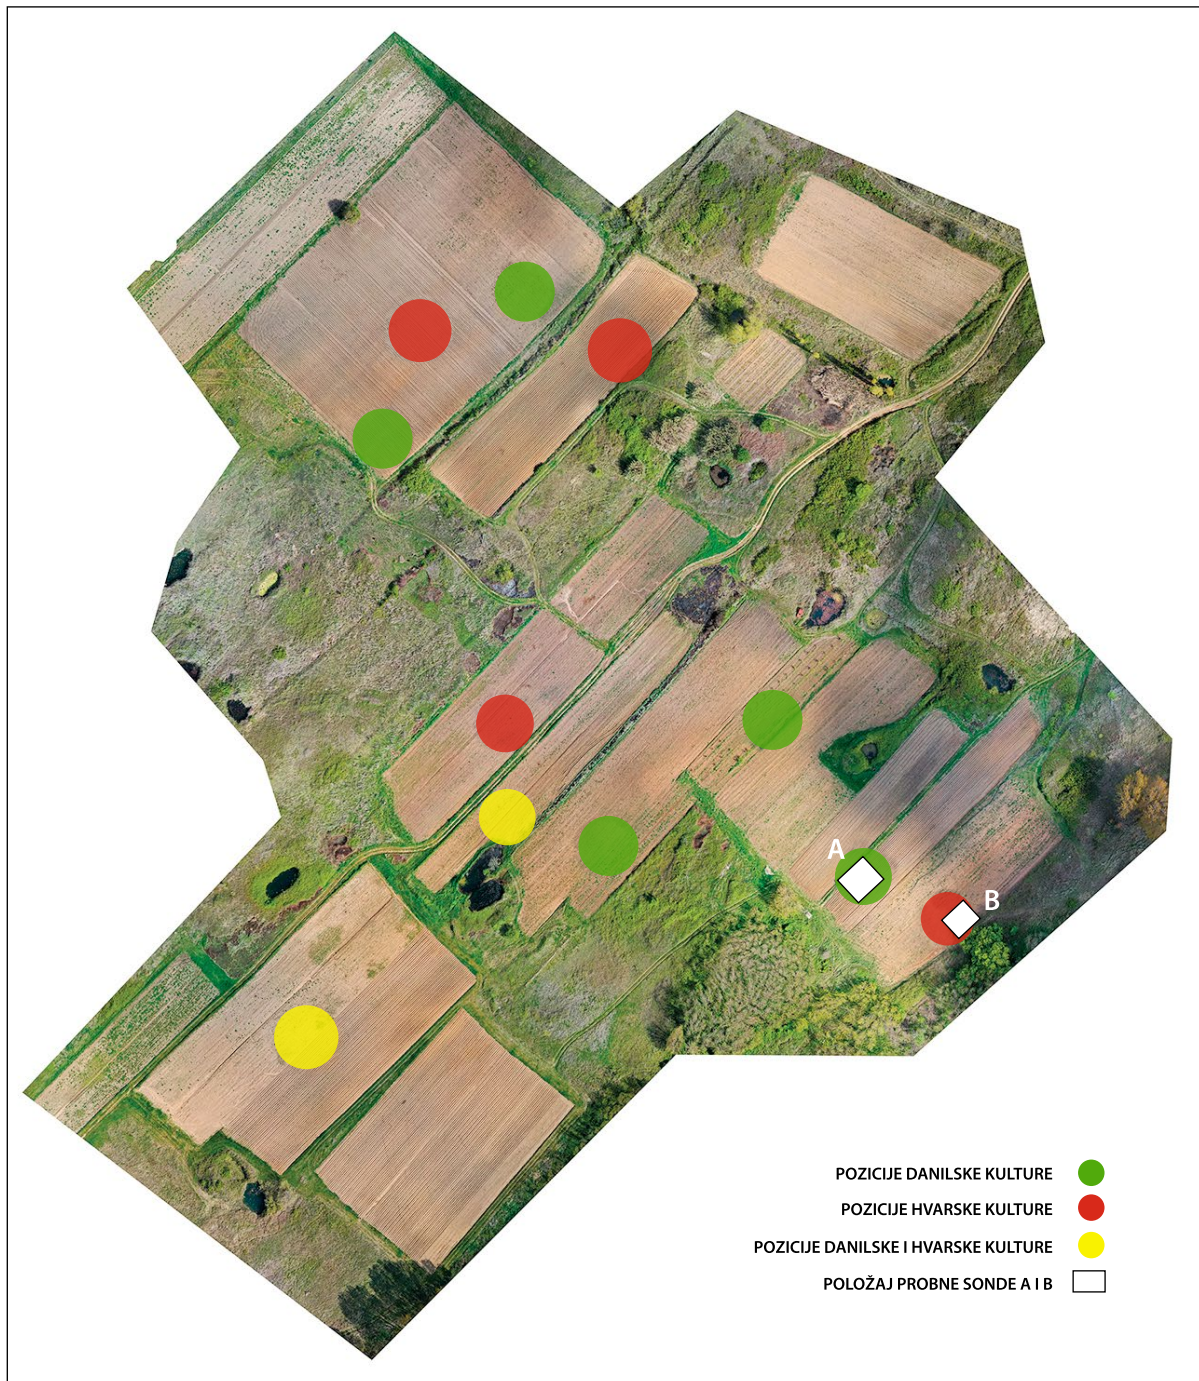 A
B
POZICIJE DANILSKE KULTURE
POZICIJE HVARSKE KULTURE
POZICIJE DANILSKE I HVARSKE KULTURE
POLOŽAJ PROBNE SONDE A I B